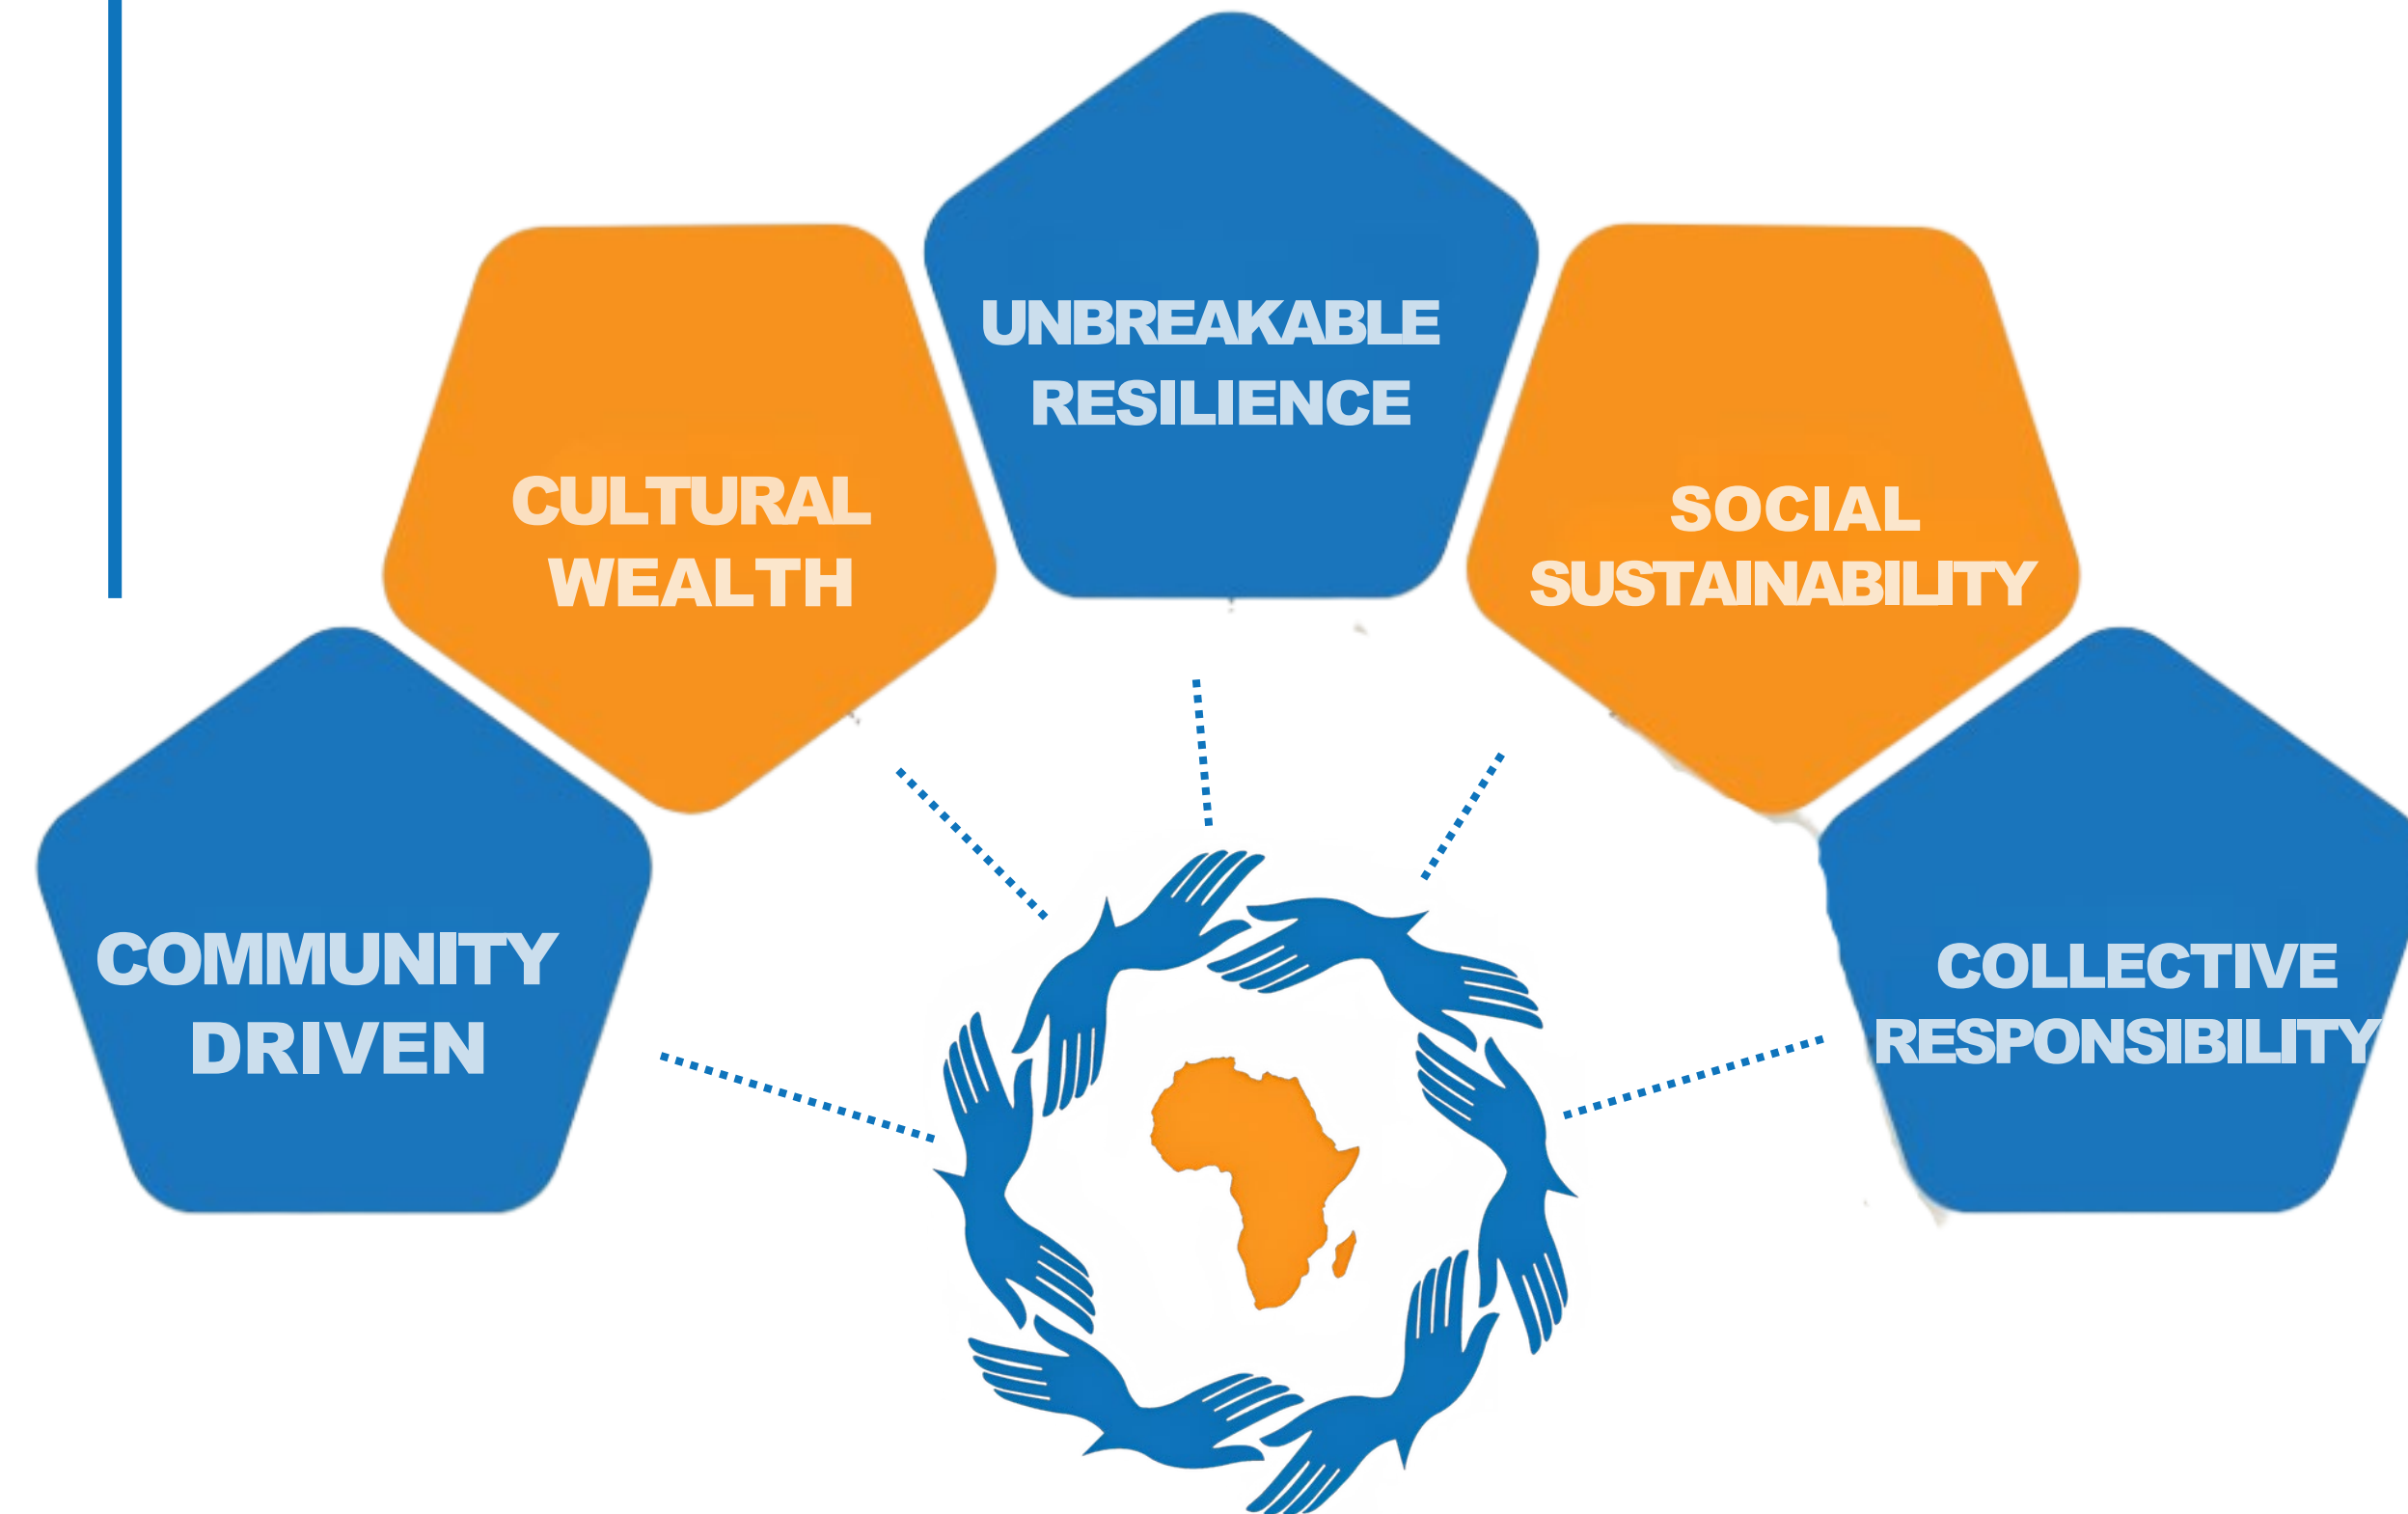 COMMUNITY
DRIVEN
CULTURAL
WEALTH
UNBREAKABLE
RESILIENCE
SOCIAL
SUSTAINABILITY
COLLECTIVE
RESPONSIBILITY